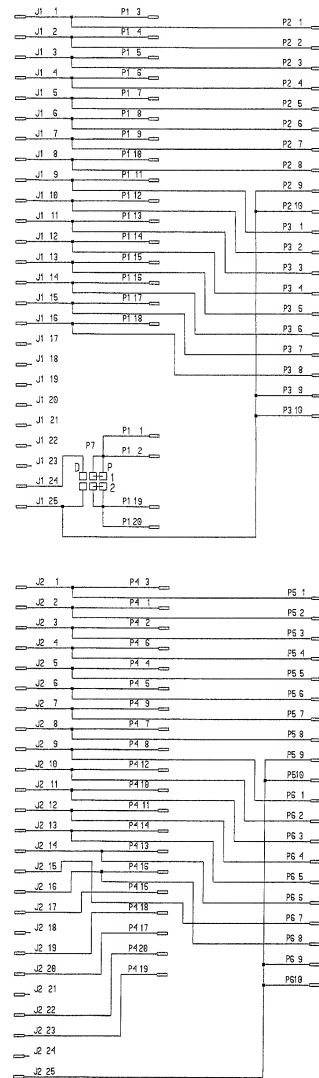 J1 1 P1 3
P2 1
J1 2 P1 4
P2 2
J1 3 P1 5
P2 3
J1 4 P1 6
P2 4
J1 5 P1 7
P2 5
J1 6 P1 8
P2 6
J1 7 P1 9
P2 7
J1 8 P1 10
P2 8
J1 9 P1 11
P2 9
J1 10 P1 12
P2 10
J1 11 P1 13
P3 1
J1 12 P1 14
P3 2
J1 13 P1 15
P3 3
J1 14 P1 16
P3 4
J1 15 P1 17
P3 5
J1 16 P1 18
P3 6
J1 17
P3 7
J1 18
P3 8
J1 19
P3 9
J1 20
P3 10
J1 21
P1 1
J1 22 P7 P1 2
J1 23 D P
J1 24 1
2
J1 25 P1 19
P1 20
J2 1 P4 3
P5 1
J2 2 P4 1
P5 2
J2 3 P4 2
P5 3
J2 4 P4 6
P5 4
J2 5 P4 4
P5 5
J2 6 P4 5
P5 6
J2 7 P4 9
P5 7
J2 8 P4 7
P5 8
J2 9 P4 8
P5 9
J2 10 P4 12
P5 10
J2 11 P4 10
P6 1
J2 12 P4 11
P6 2
J2 13 P4 14
P6 3
J2 14 P4 13
P6 4
J2 15 P4 16
P6 5
J2 16 P4 15
P6 6
J2 17 P4 18
P6 7
J2 18 P4 17
P6 8
J2 19 P4 20
P6 9
J2 20 P4 19
P6 10
J2 21
J2 22
J2 23
J2 24
J2 25